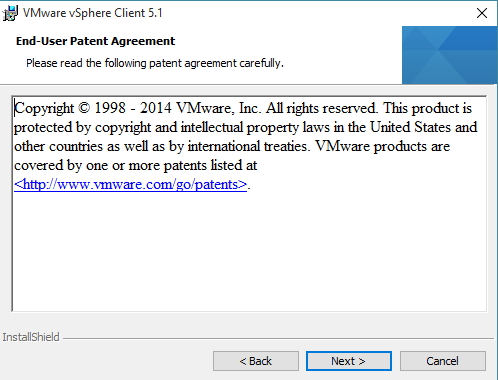 VMware vSphere Client 5.1
End-User Patent Agreement
Please read the following patent agreement carefully.
Copyright © 1998 - 2014 VMware, Inc. All rights reserved. This product is
protected by copyright and intellectual property laws in the United States and
other countries as well as by international treaties. VMware products are
covered by one or more patents listed at
<http://www.vmware.com/go/patents>.
InstallShield
< Back
Next >
Cancel